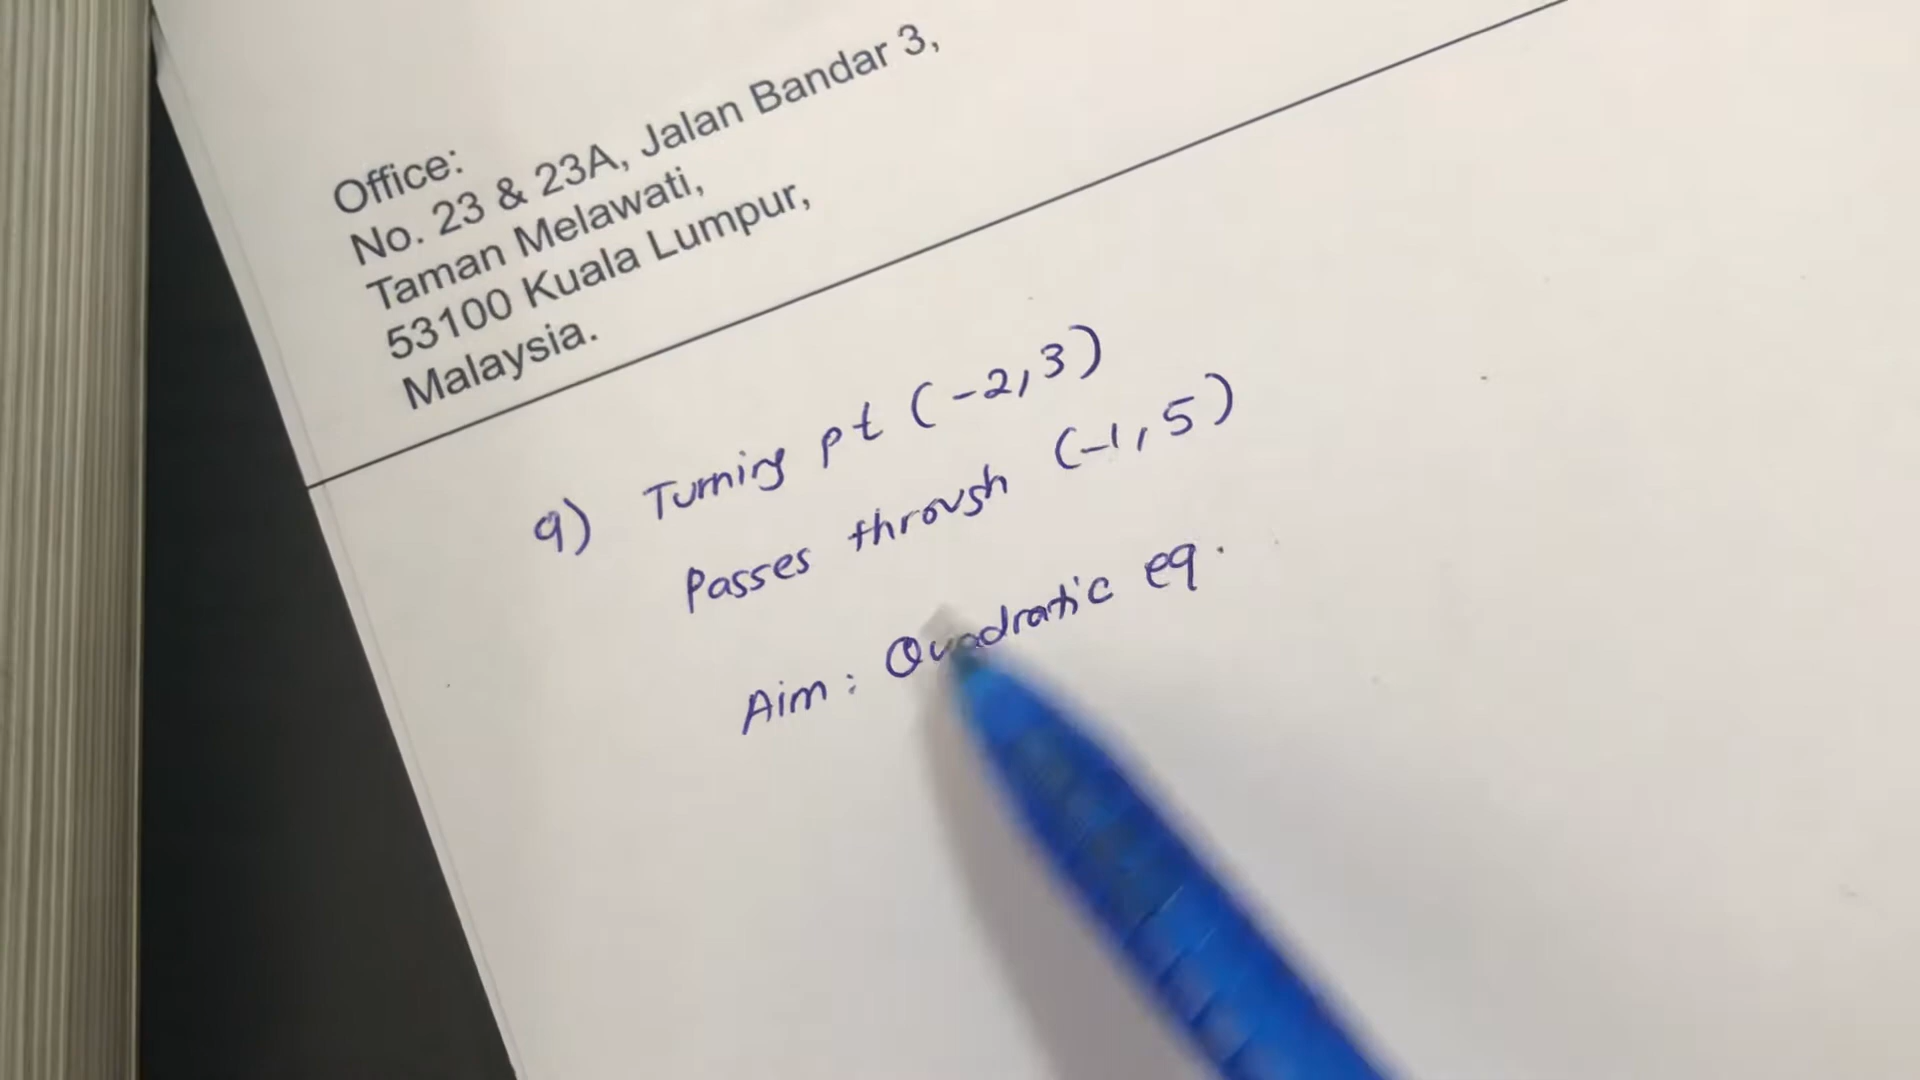 Office:
No. 23 & 23A, Jalan Bandar 3,
Taman Melawati,
53100 Kuala Lumpur,
Malaysia.
9) Turning pt (-2,3)
Passes through (-1,5)
Aim: Quadratic eq.